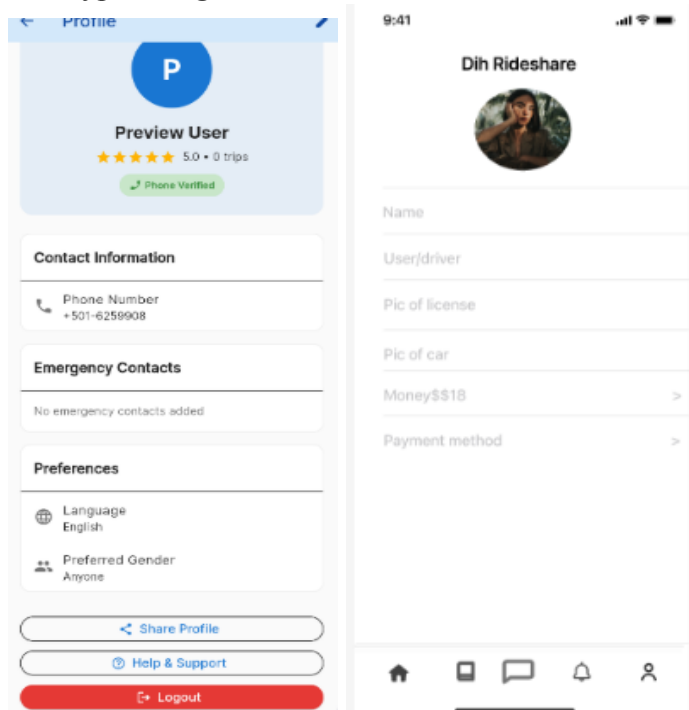 Profile
P
Preview User
5.0 • 0 trips
Phone Verified
Contact Information
Phone Number
+501-6259908
Emergency Contacts
No emergency contacts added
Preferences
Language
English
Preferred Gender
Anyone
Share Profile
Help & Support
Logout
9:41
Dih Rideshare
Name
User/driver
Pic of license
Pic of car
Money$$18 >
Payment method >